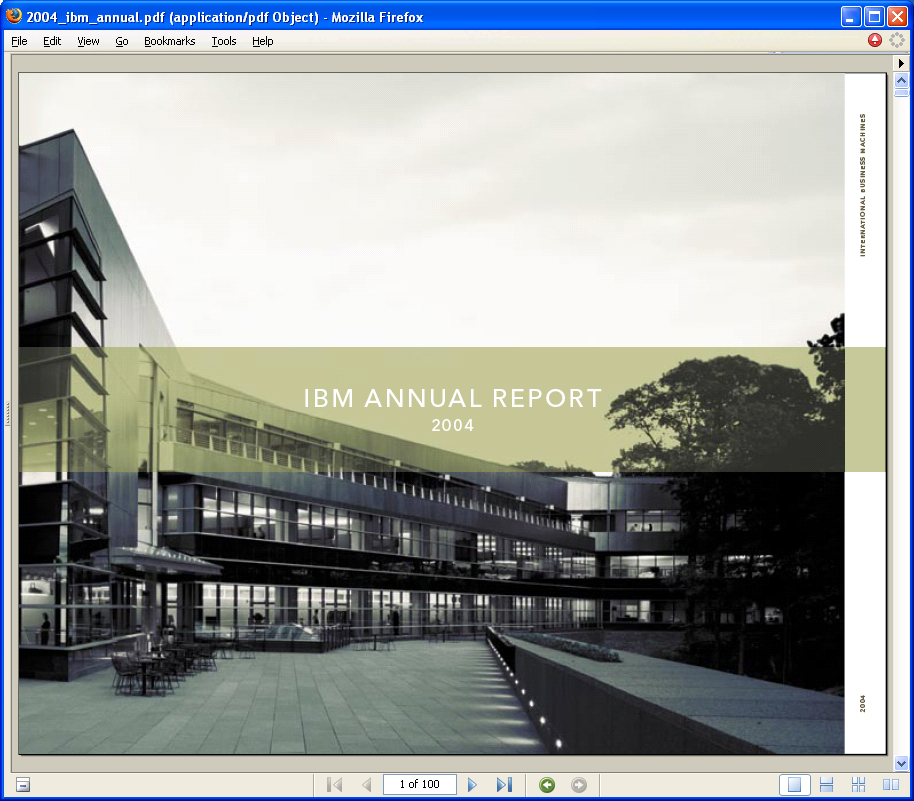 2004_ibm_annual.pdf (application/pdf Object) - Mozilla Firefox
File Edit View Go Bookmarks Tools Help
INTERNATIONAL BUSINESS MACHINES
IBM ANNUAL REPORT
2004
2004
1 of 100